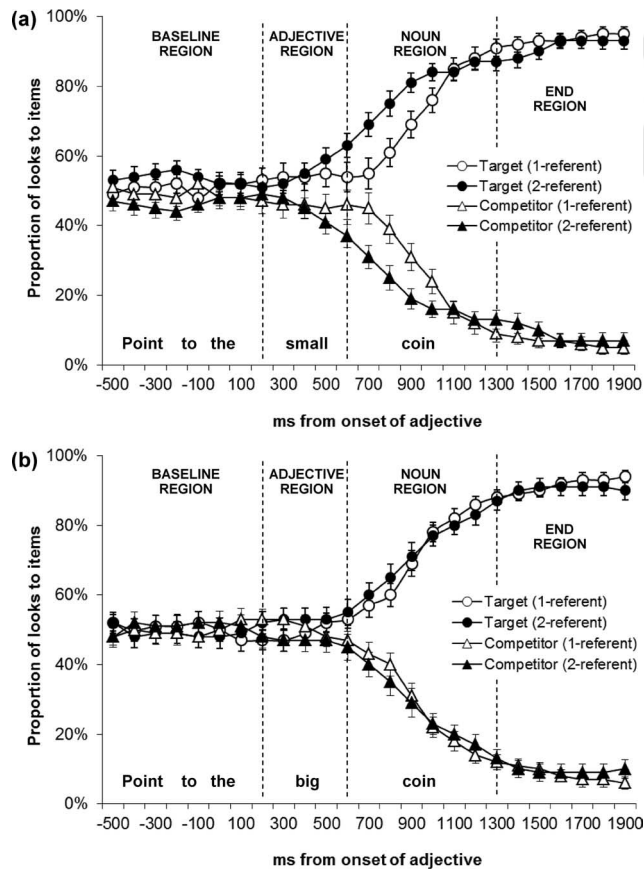 (a)
BASELINE REGION
ADJECTIVE REGION
NOUN REGION
END REGION
Proportion of looks to items
100%
80%
60%
40%
20%
0%
Target (1-referent)
Target (2-referent)
Competitor (1-referent)
Competitor (2-referent)
Point to the small coin
-500 -300 -100 100 300 500 700 900 1100 1300 1500 1700 1900
ms from onset of adjective
(b)
BASELINE REGION
ADJECTIVE REGION
NOUN REGION
END REGION
Proportion of looks to items
100%
80%
60%
40%
20%
0%
Target (1-referent)
Target (2-referent)
Competitor (1-referent)
Competitor (2-referent)
Point to the big coin
-500 -300 -100 100 300 500 700 900 1100 1300 1500 1700 1900
ms from onset of adjective